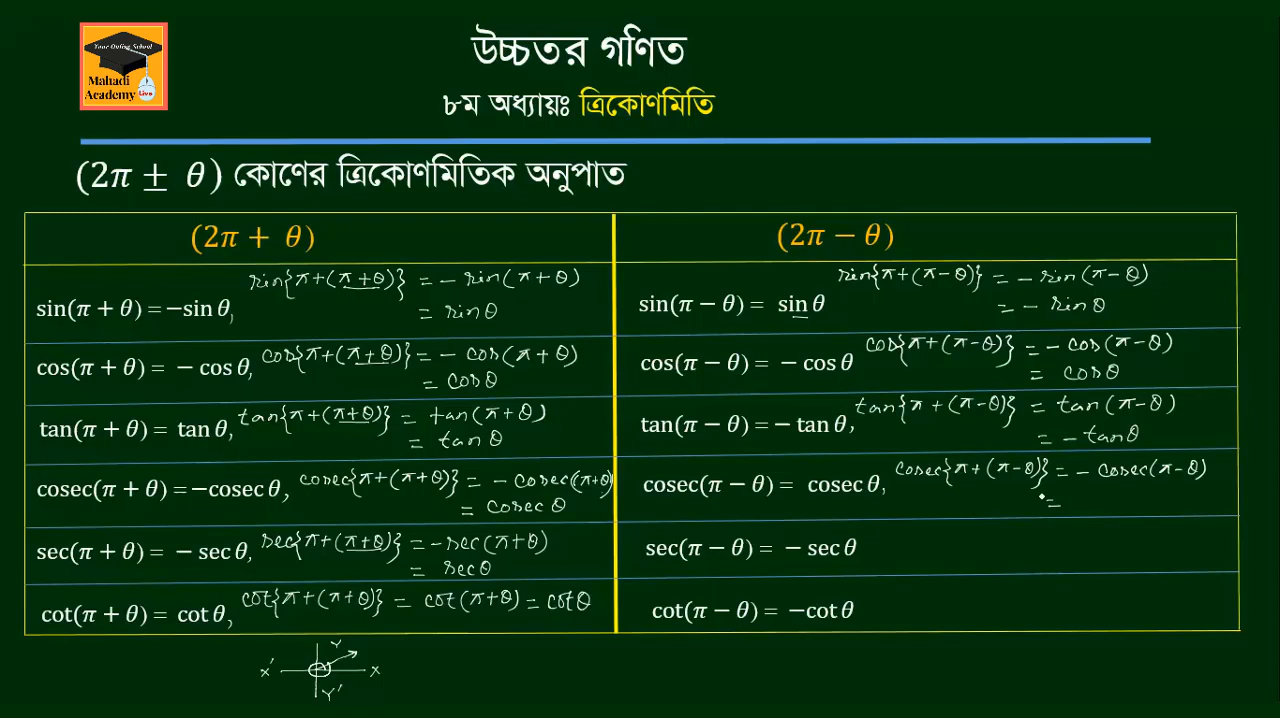 Your Online School
Mahadi
Academy Live
উচ্চতর গণিত
৮ম অধ্যায়ঃ ত্রিকোণমিতি
(2π ± θ) কোণের ত্রিকোণমিতিক অনুপাত
(2π + θ)
(2π − θ)
sin(π + θ) = −sin θ, sin{π+(π+θ)} = − sin(π+θ)
= sin θ
sin(π − θ) = sin θ sin{π+(π−θ)} = − sin(π−θ)
= − sin θ
cos(π + θ) = − cos θ, cos{π+(π+θ)} = − cos(π+θ)
= cos θ
cos(π − θ) = − cos θ cos{π+(π−θ)} = − cos(π−θ)
= cos θ
tan(π + θ) = tan θ, tan{π+(π+θ)} = tan(π+θ)
= tan θ
tan(π − θ) = − tan θ, tan{π+(π−θ)} = tan(π−θ)
= − tan θ
cosec(π + θ) = −cosec θ, cosec{π+(π+θ)} = − cosec(π+θ)
= cosec θ
cosec(π − θ) = cosec θ, cosec{π+(π−θ)} = − cosec(π−θ)
=
sec(π + θ) = − sec θ, sec{π+(π+θ)} = −sec(π+θ)
= sec θ
sec(π − θ) = − sec θ
cot(π + θ) = cot θ, cot{π+(π+θ)} = cot(π+θ) = cot θ
cot(π − θ) = −cot θ
Y
X′ X
Y′